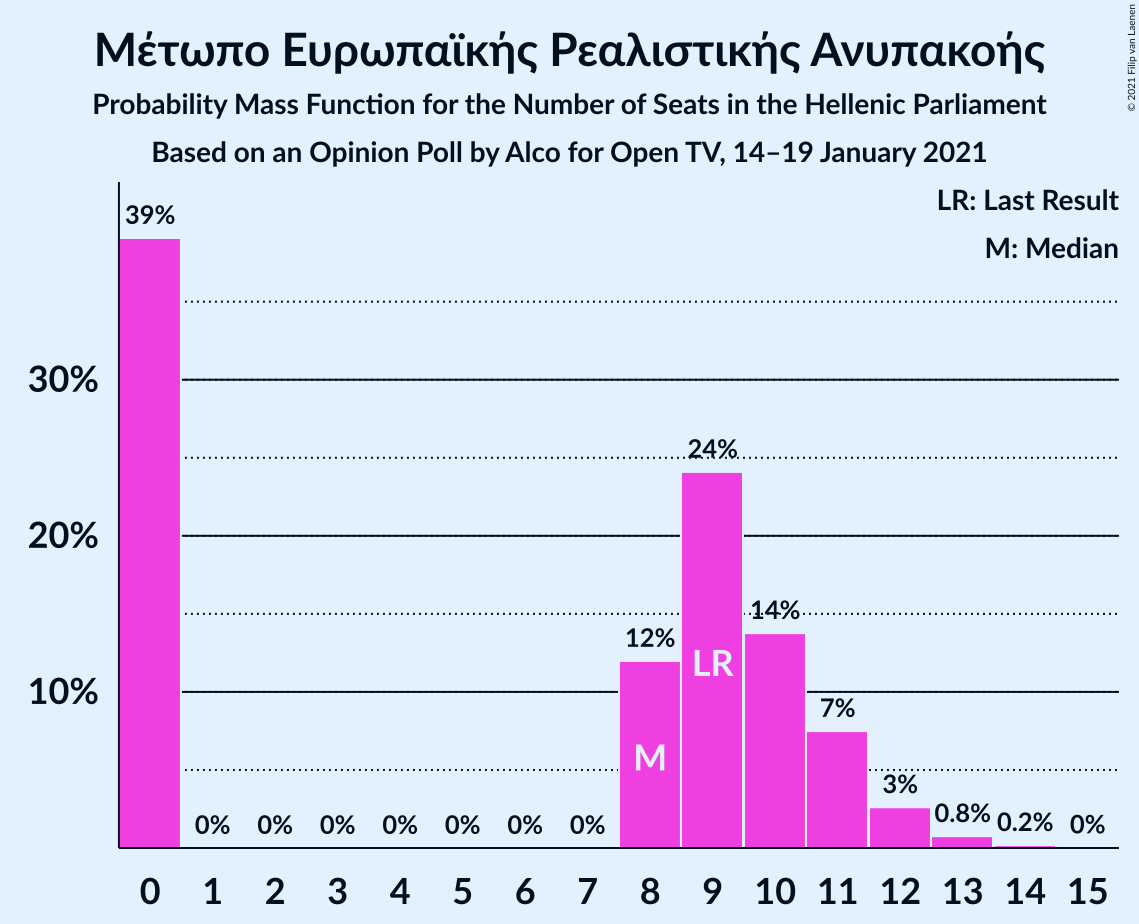 Μέτωπο Ευρωπαϊκής Ρεαλιστικής Ανυπακοής
Probability Mass Function for the Number of Seats in the Hellenic Parliament
Based on an Opinion Poll by Alco for Open TV, 14–19 January 2021
© 2021 Filip van Laenen
LR: Last Result
M: Median
39%
30%
24%
20%
14%
12%
LR
10%
7%
M
3%
0% 0% 0% 0% 0% 0% 0% 0.8% 0.2% 0%
0 1 2 3 4 5 6 7 8 9 10 11 12 13 14 15